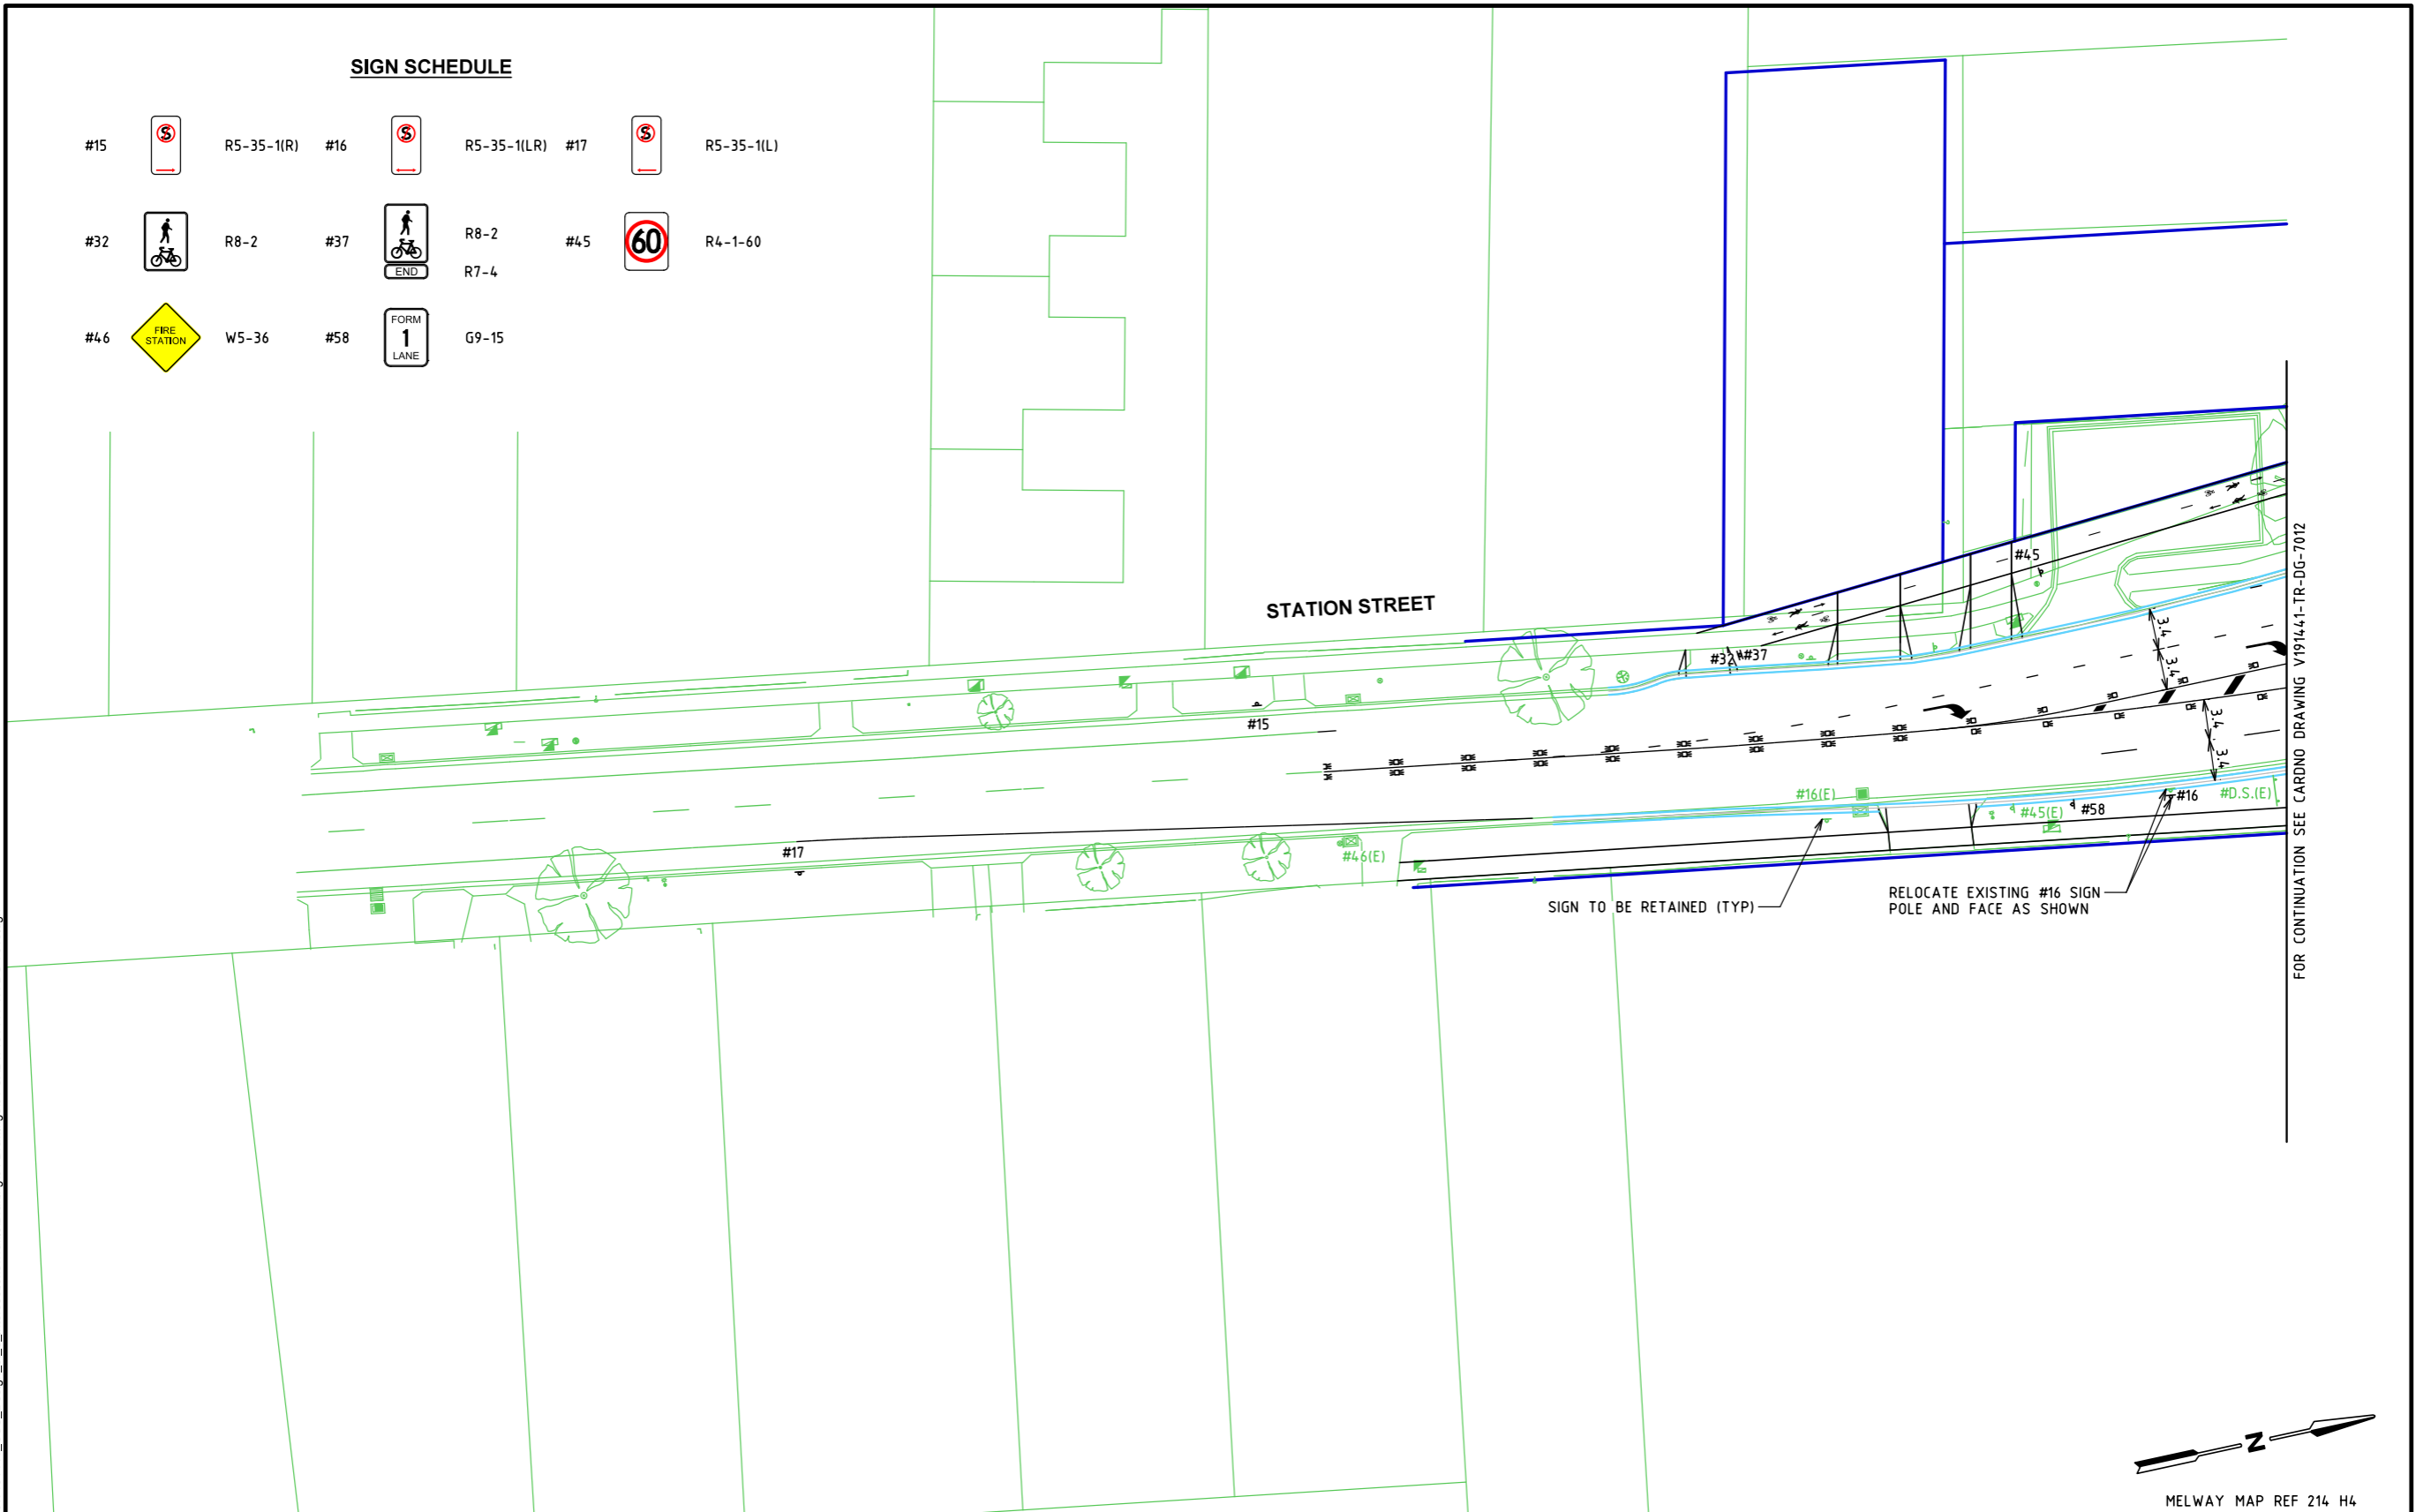 SIGN SCHEDULE
#15 R5-35-1(R) #16 R5-35-1(LR) #17 R5-35-1(L)
#32 R8-2 #37 R8-2 #45 60 R4-1-60
END R7-4
#46 FIRE STATION W5-36 #58 FORM 1 LANE G9-15
STATION STREET
#45
#32 #37
#15
3.4
3.4
3.4
3.4
#16(E)
#45(E)
#58
#16
#D.S.(E)
#17
#46(E)
SIGN TO BE RETAINED (TYP)
RELOCATE EXISTING #16 SIGN
POLE AND FACE AS SHOWN
FOR CONTINUATION SEE CARDNO DRAWING V191441-TR-DG-7012
N
MELWAY MAP REF 214 H4